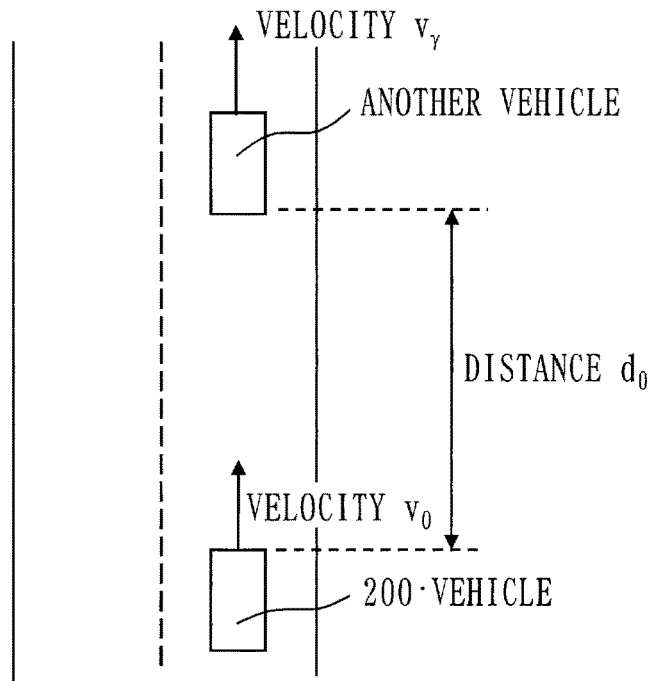 VELOCITY vγ
ANOTHER VEHICLE
DISTANCE d0
VELOCITY v0
200·VEHICLE